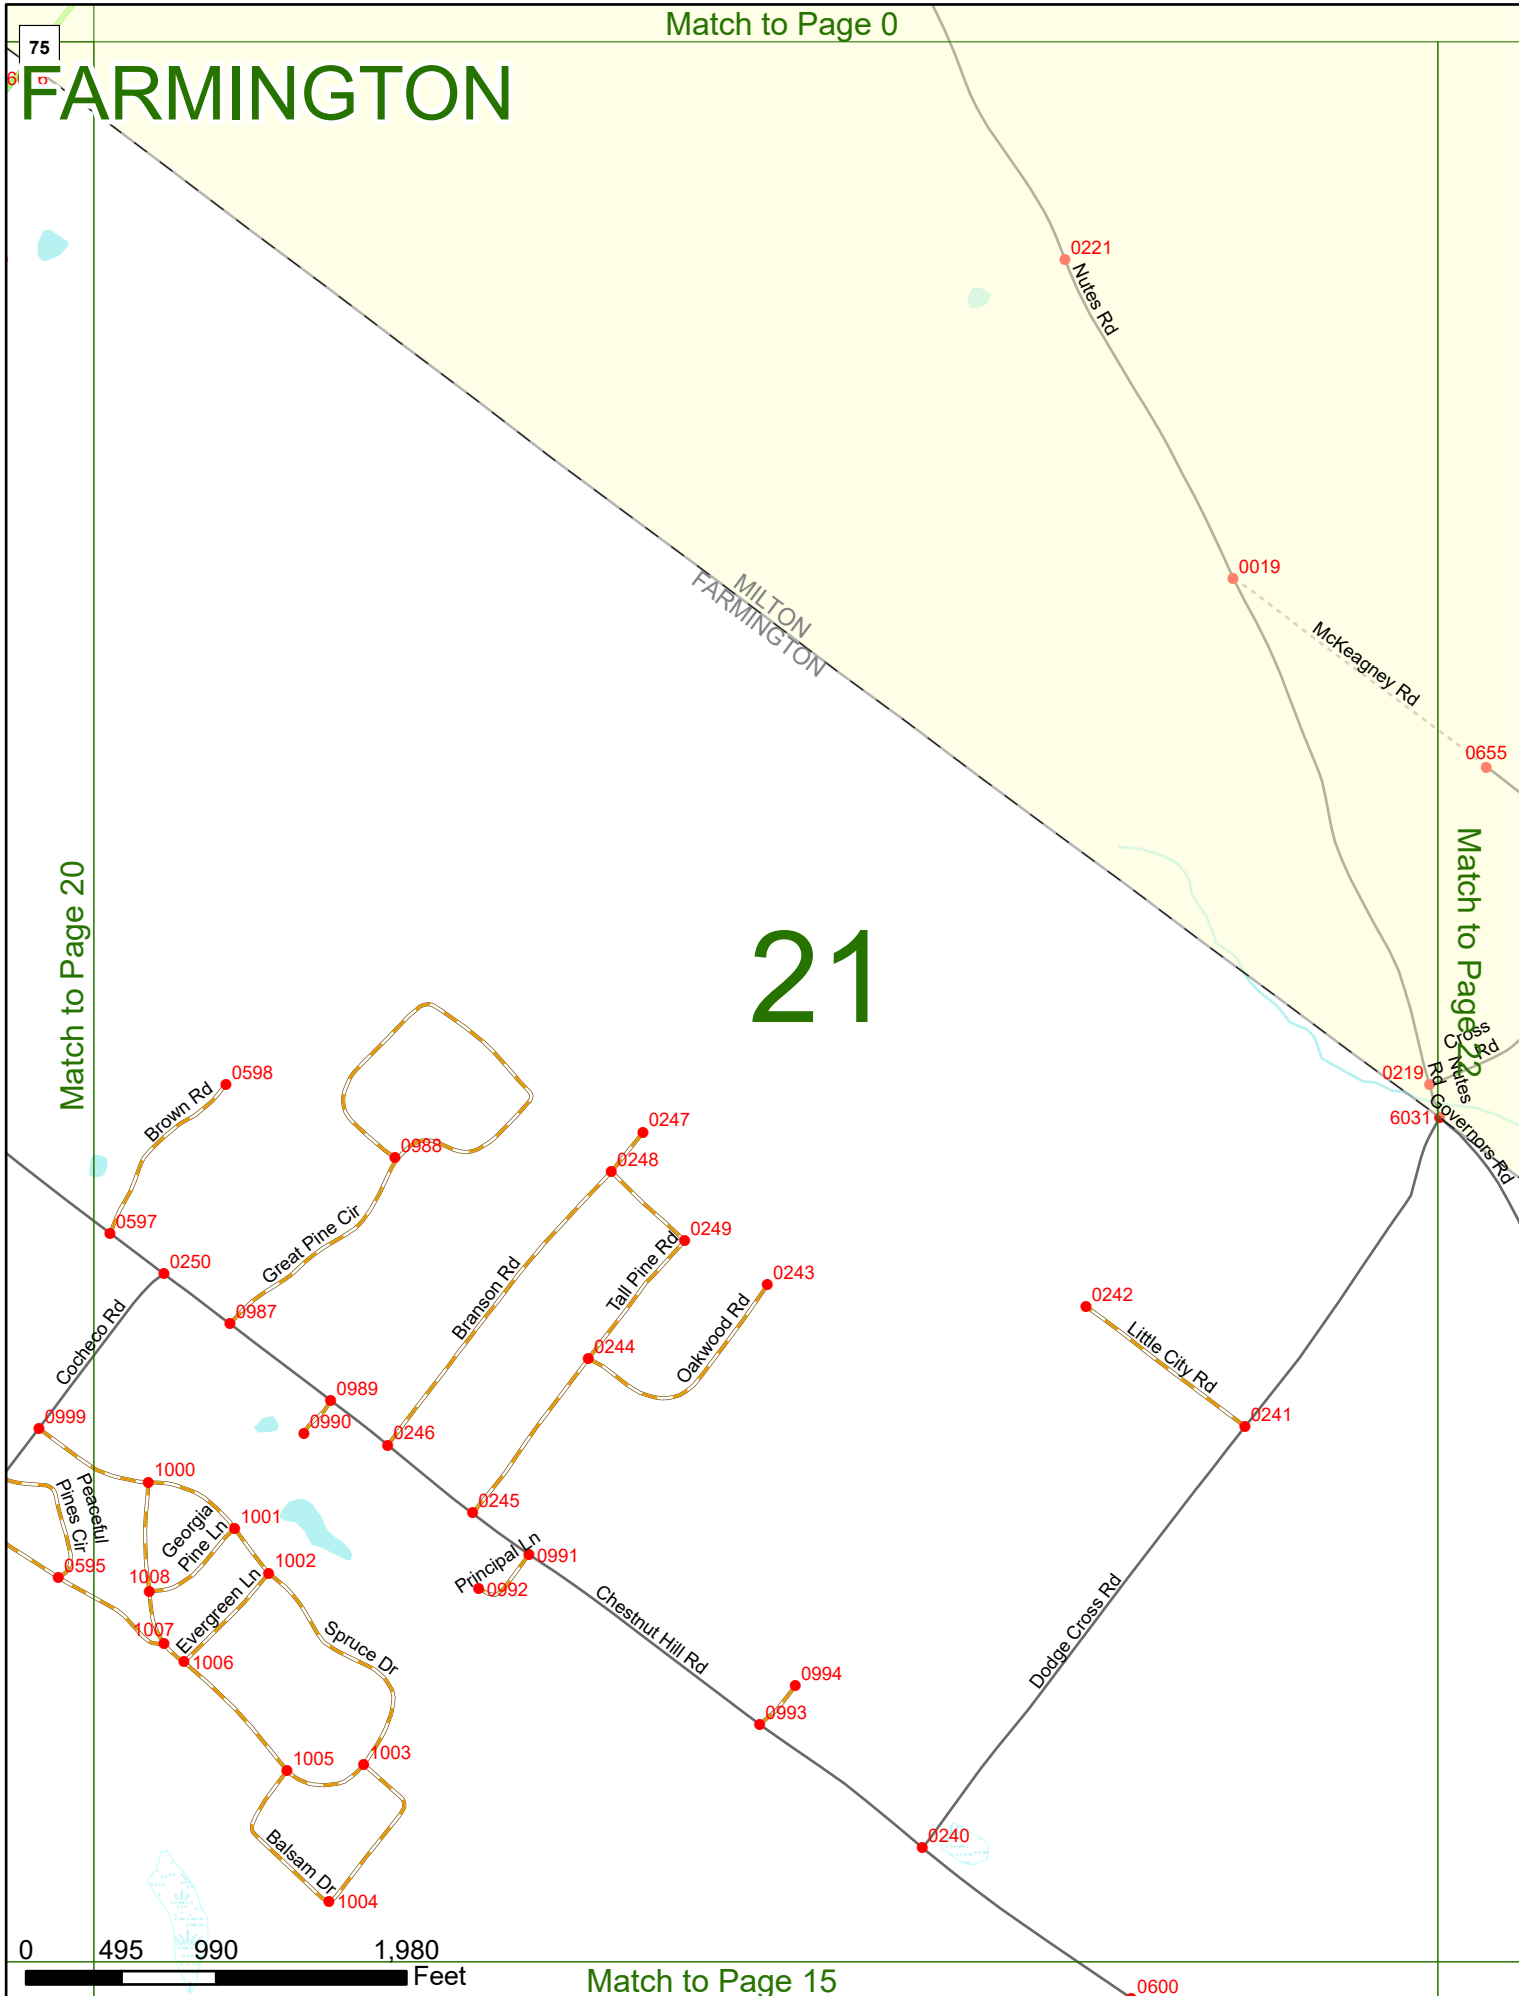 Match to Page 0
75
FARMINGTON
0221
Nutes Rd
0019
MILTON
FARMINGTON
McKeagney Rd
0655
Match to Page 20
21
Match to Page 22
Cross
Rd
0219
Nutes
Rd
6031
Governors Rd
0598
Brown Rd
0988
0247
0248
0597
0249
0250
Great Pine Cir
Tall Pine Rd
0243
0242
Branson Rd
Oakwood Rd
Little City Rd
0987
Cocheco Rd
0244
0989
0990
0246
0999
0241
1000
Peaceful
Pines Cir
Georgia
Pine Ln
1001
0245
Principal Ln
0991
1002
0595
1008
0992
Evergreen Ln
Chestnut Hill Rd
Dodge Cross Rd
1007
1006
Spruce Dr
0994
0993
1005
1003
0240
Balsam Dr
1004
0 495 990 1,980
Feet
Match to Page 15
0600